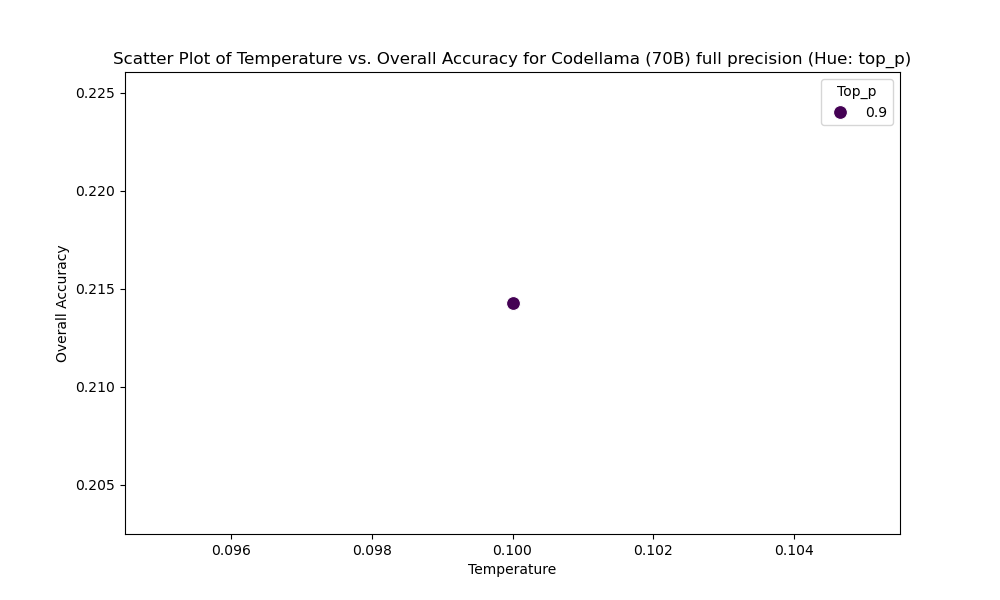 Scatter Plot of Temperature vs. Overall Accuracy for Codellama (70B) full precision (Hue: top_p)
Top_p
0.9
0.225
0.220
0.215
0.210
0.205
Overall Accuracy
0.096
0.098
0.100
0.102
0.104
Temperature